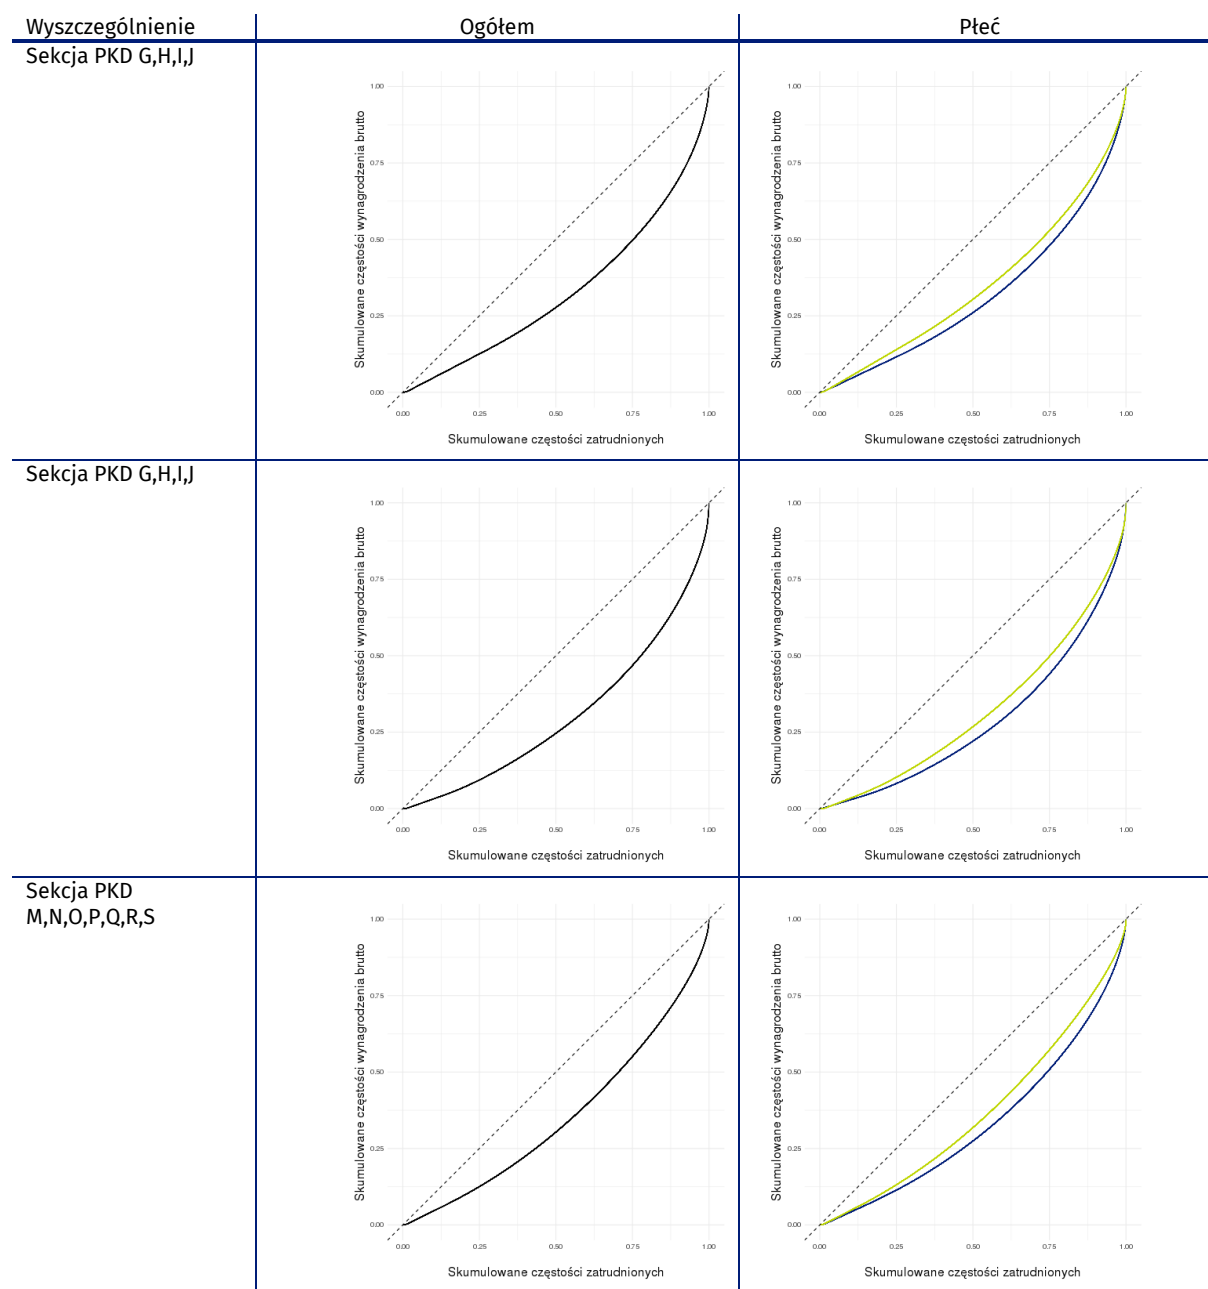 Wyszczególnienie Ogółem Płeć
Sekcja PKD G,H,I,J
Skumulowane częstości wynagrodzenia brutto
1.00
0.75
0.50
0.25
0.00
0.00 0.25 0.50 0.75 1.00
Skumulowane częstości zatrudnionych
Skumulowane częstości wynagrodzenia brutto
1.00
0.75
0.50
0.25
0.00
0.00 0.25 0.50 0.75 1.00
Skumulowane częstości zatrudnionych
Sekcja PKD G,H,I,J
Skumulowane częstości wynagrodzenia brutto
1.00
0.75
0.50
0.25
0.00
0.00 0.25 0.50 0.75 1.00
Skumulowane częstości zatrudnionych
Skumulowane częstości wynagrodzenia brutto
1.00
0.75
0.50
0.25
0.00
0.00 0.25 0.50 0.75 1.00
Skumulowane częstości zatrudnionych
Sekcja PKD
M,N,O,P,Q,R,S
Skumulowane częstości wynagrodzenia brutto
1.00
0.75
0.50
0.25
0.00
0.00 0.25 0.50 0.75 1.00
Skumulowane częstości zatrudnionych
Skumulowane częstości wynagrodzenia brutto
1.00
0.75
0.50
0.25
0.00
0.00 0.25 0.50 0.75 1.00
Skumulowane częstości zatrudnionych